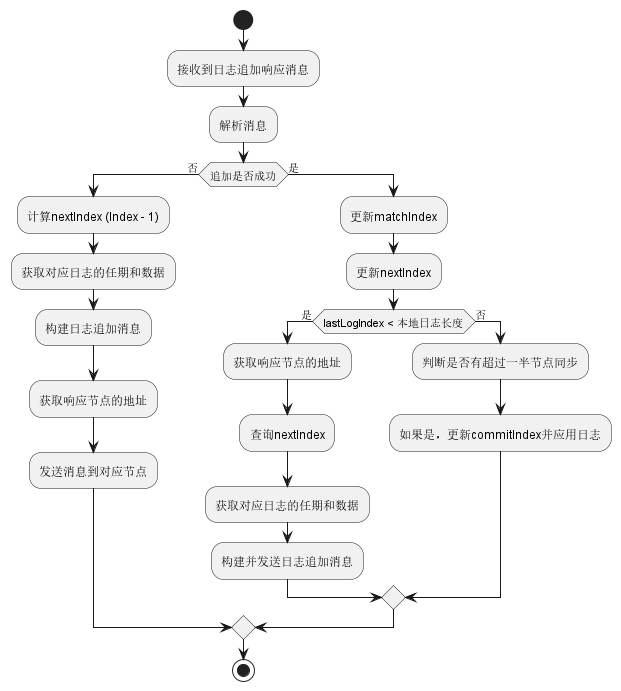 接收到日志追加响应消息
解析消息
追加是否成功
否
是
计算nextIndex (Index - 1)
获取对应日志的任期和数据
构建日志追加消息
获取响应节点的地址
发送消息到对应节点
更新matchIndex
更新nextIndex
lastLogIndex < 本地日志长度
是
否
获取响应节点的地址
查询nextIndex
获取对应日志的任期和数据
构建并发送日志追加消息
判断是否有超过一半节点同步
如果是．更新commitIndex并应用日志